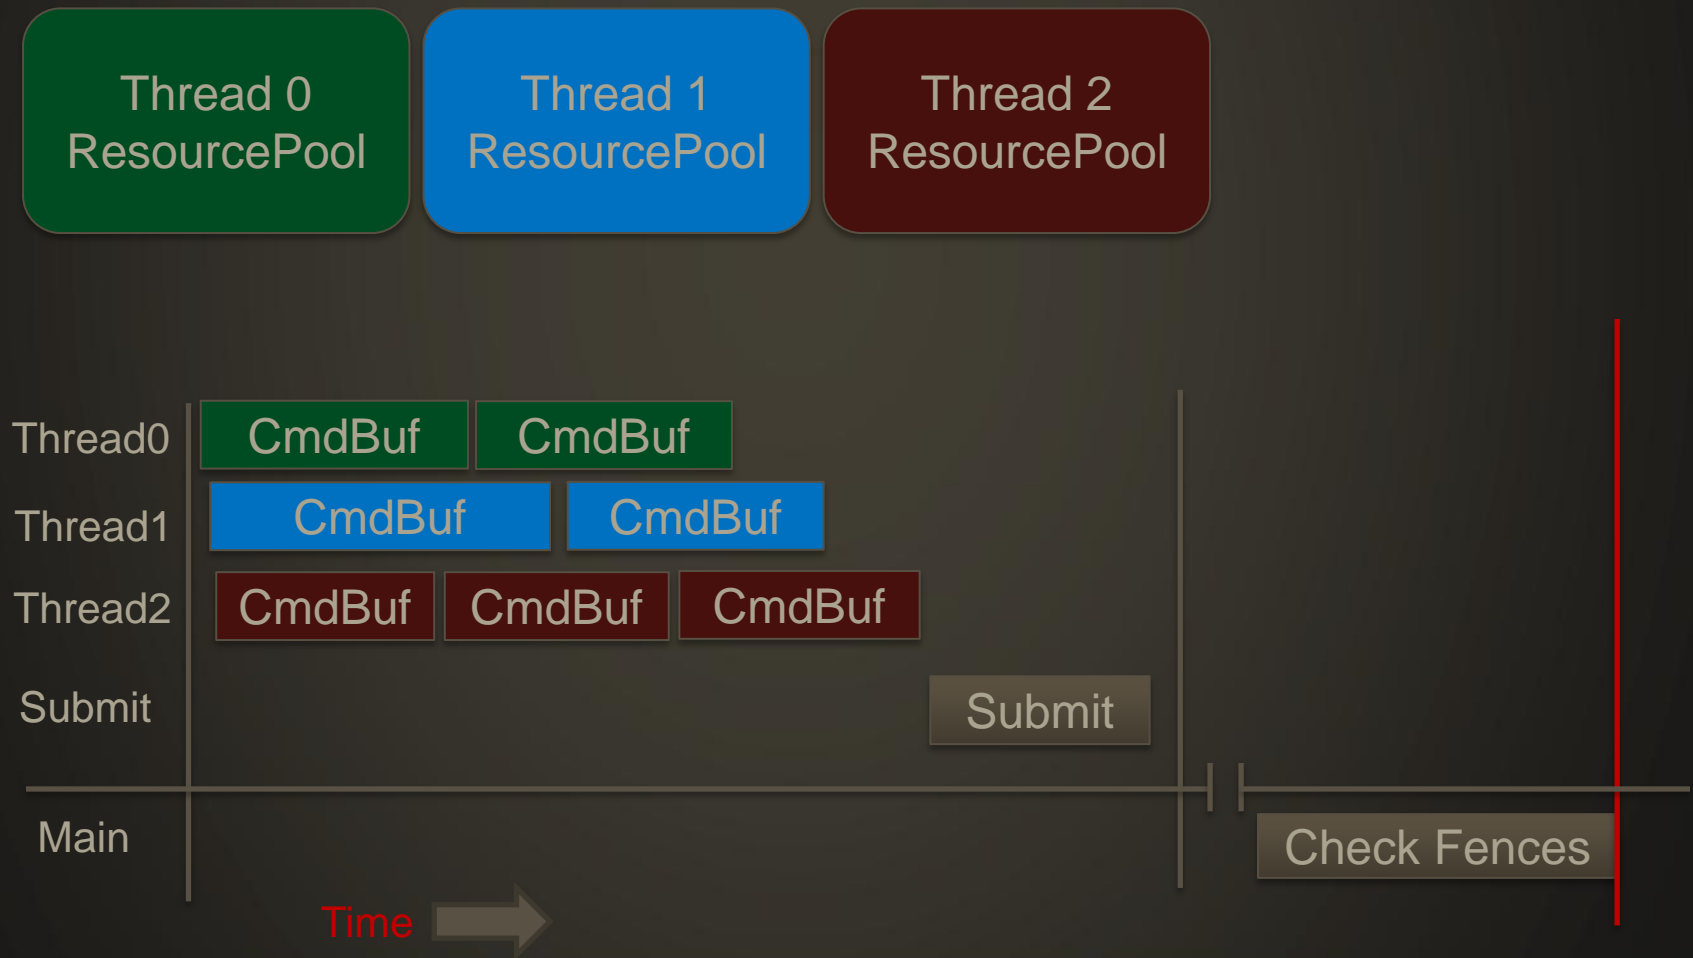 Thread 0
ResourcePool
Thread 1
ResourcePool
Thread 2
ResourcePool
Thread0
CmdBuf
CmdBuf
Thread1
CmdBuf
CmdBuf
Thread2
CmdBuf
CmdBuf
CmdBuf
Submit
Submit
Main
Check Fences
Time